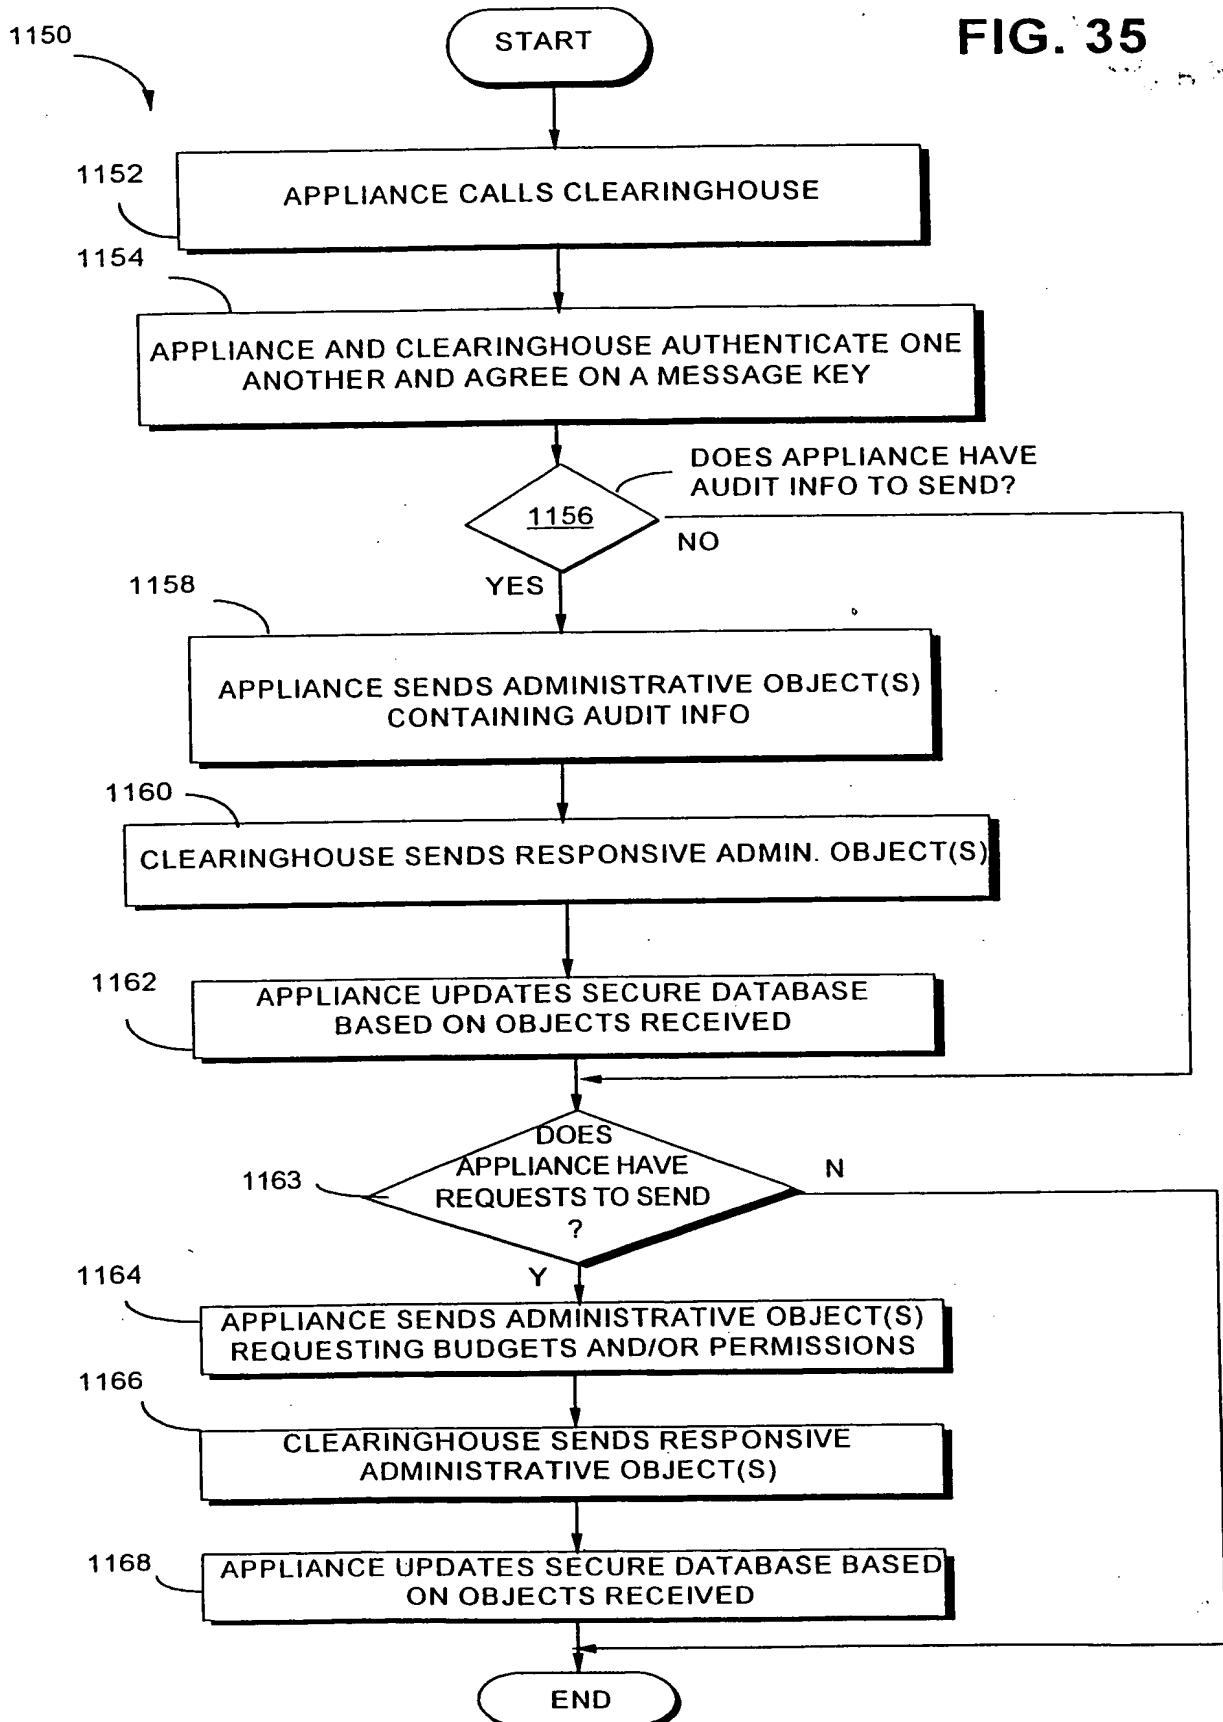 FIG. 35
1150
START
1152
APPLIANCE CALLS CLEARINGHOUSE
1154
APPLIANCE AND CLEARINGHOUSE AUTHENTICATE ONE
ANOTHER AND AGREE ON A MESSAGE KEY
DOES APPLIANCE HAVE
AUDIT INFO TO SEND?
1156
NO
YES
1158
APPLIANCE SENDS ADMINISTRATIVE OBJECT(S)
CONTAINING AUDIT INFO
1160
CLEARINGHOUSE SENDS RESPONSIVE ADMIN. OBJECT(S)
1162
APPLIANCE UPDATES SECURE DATABASE
BASED ON OBJECTS RECEIVED
1163
DOES
APPLIANCE HAVE
REQUESTS TO SEND
?
N
Y
1164
APPLIANCE SENDS ADMINISTRATIVE OBJECT(S)
REQUESTING BUDGETS AND/OR PERMISSIONS
1166
CLEARINGHOUSE SENDS RESPONSIVE
ADMINISTRATIVE OBJECT(S)
1168
APPLIANCE UPDATES SECURE DATABASE BASED
ON OBJECTS RECEIVED
END